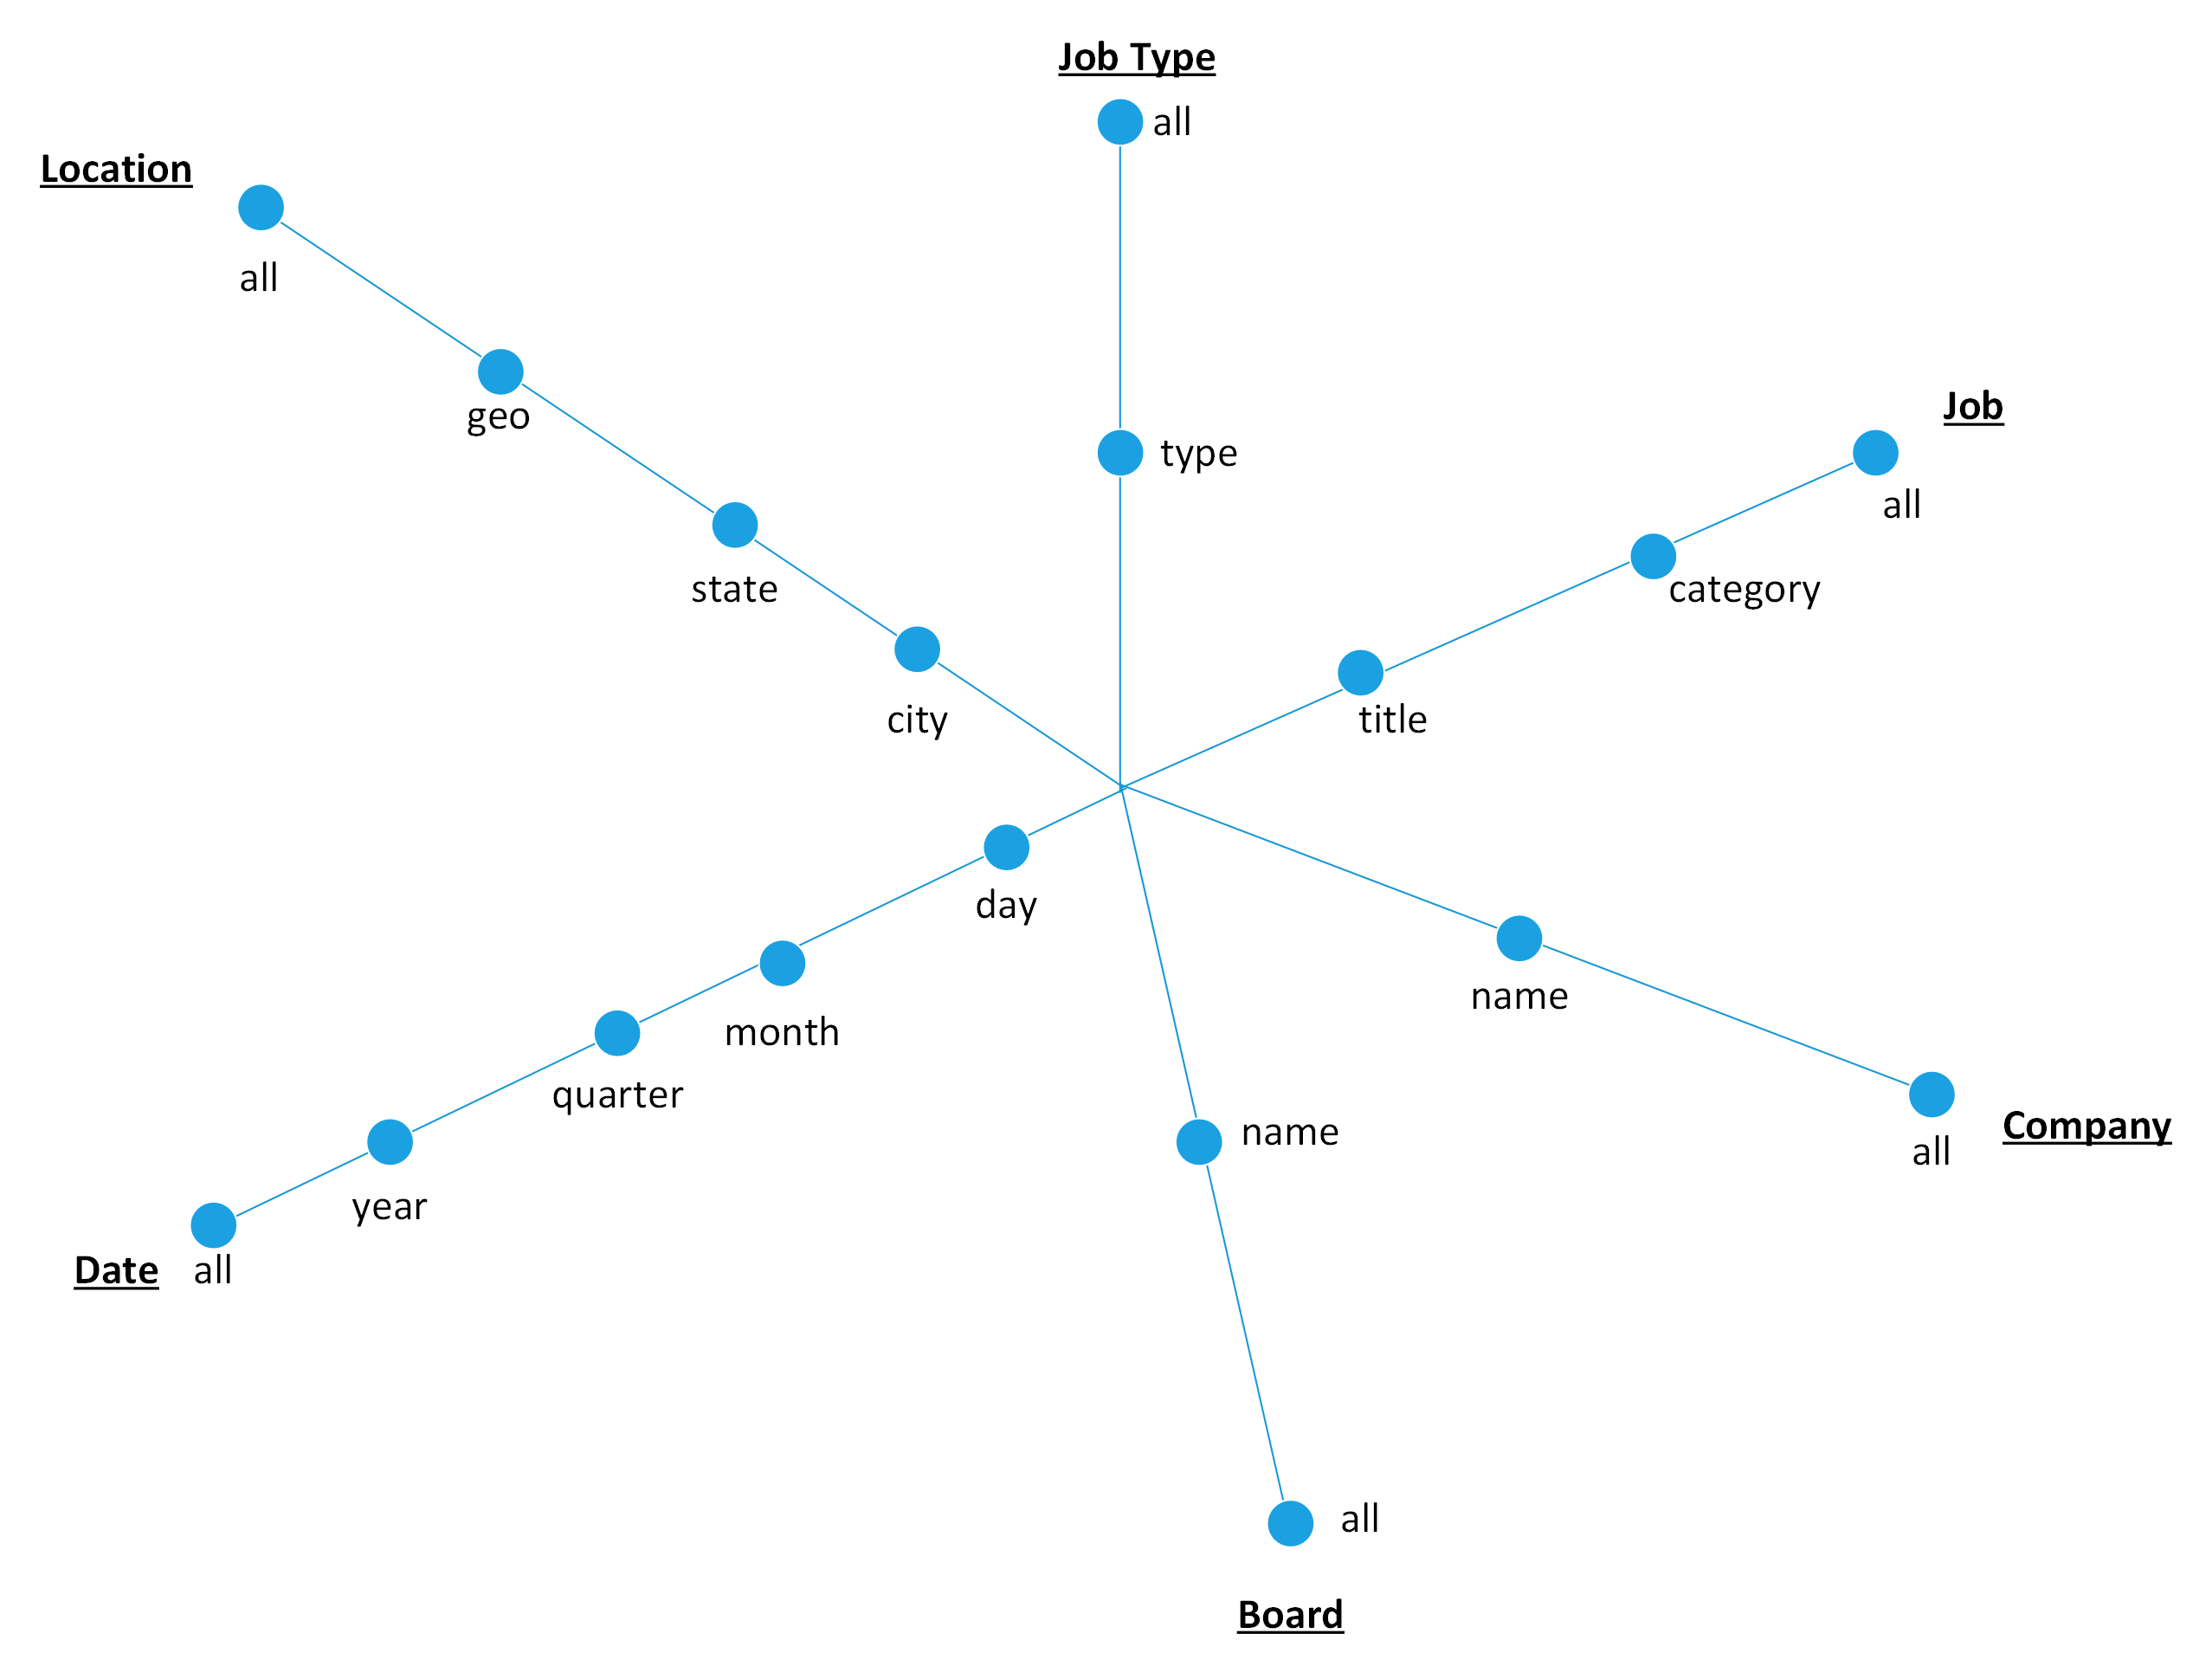 Job Type
all
Location
all
geo
type
Job
all
state
category
city
title
day
name
month
name
quarter
Company
all
year
Date
all
all
Board